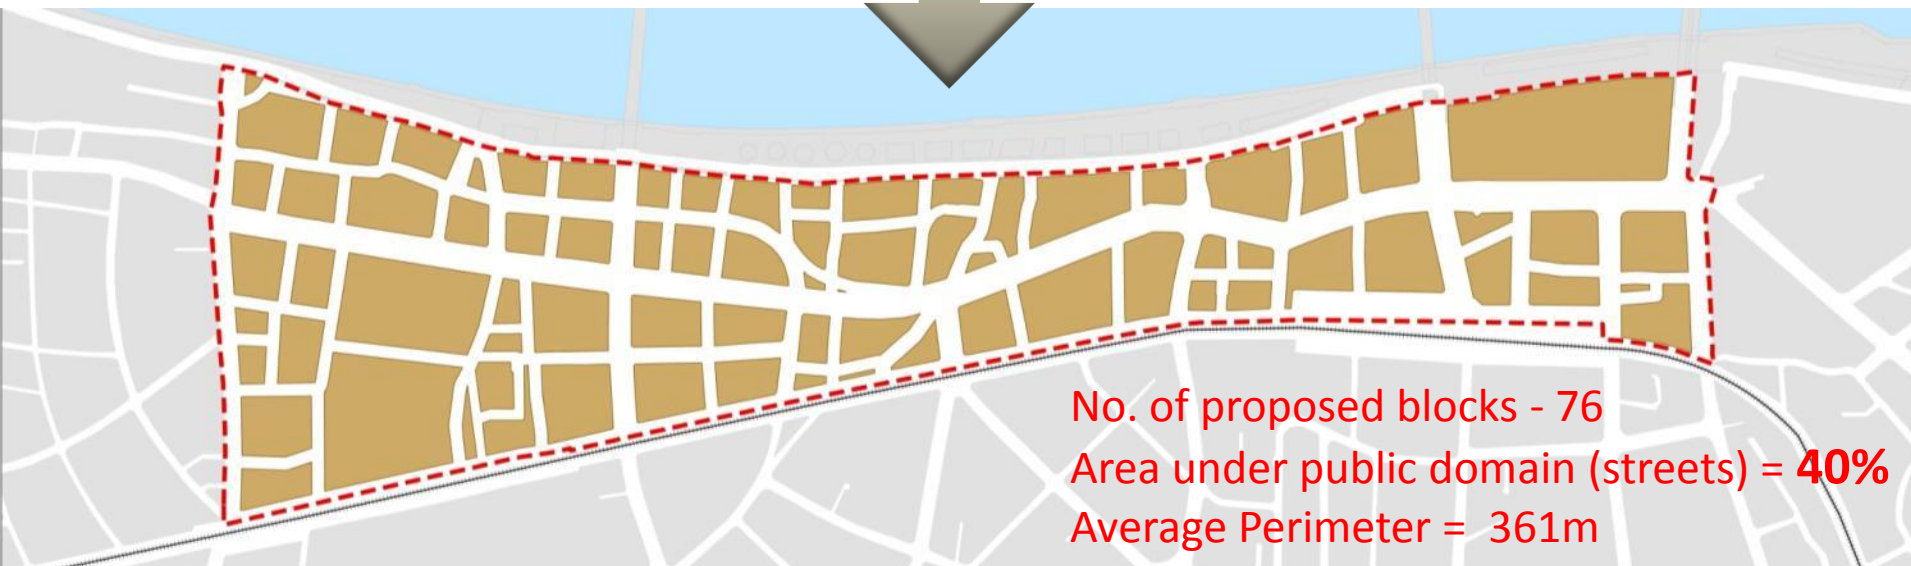 No. of proposed blocks - 76
Area under public domain (streets) = 40%
Average Perimeter = 361m